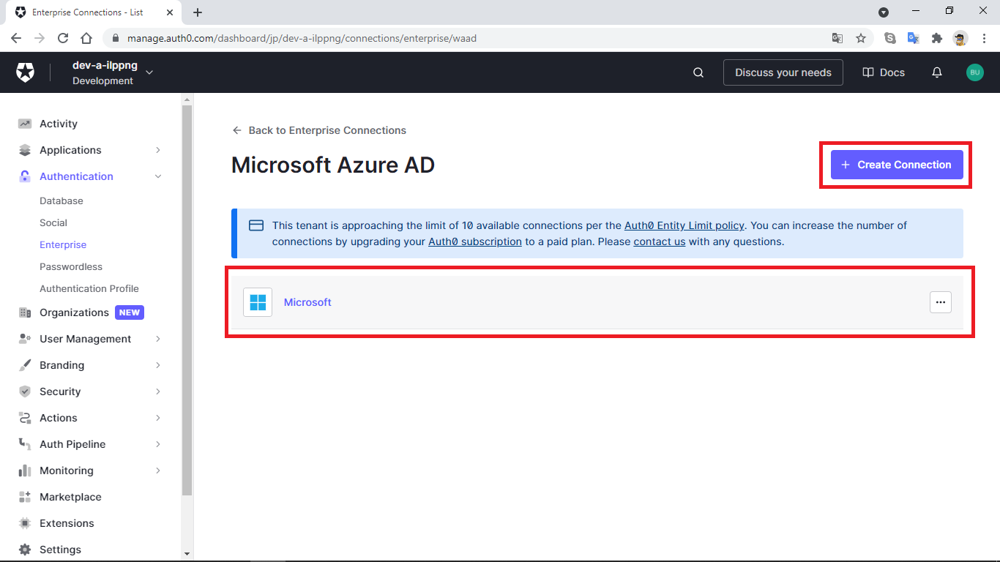 Enterprise Connections - List
manage.auth0.com/dashboard/jp/dev-a-ilppng/connections/enterprise/waad
dev-a-ilppng
Development
Discuss your needs
Docs
BU
Activity
Applications
Authentication
Database
Social
Enterprise
Passwordless
Authentication Profile
Organizations NEW
User Management
Branding
Security
Actions
Auth Pipeline
Monitoring
Marketplace
Extensions
Settings
Back to Enterprise Connections
Microsoft Azure AD
+ Create Connection
This tenant is approaching the limit of 10 available connections per the Auth0 Entity Limit policy. You can increase the number of
connections by upgrading your Auth0 subscription to a paid plan. Please contact us with any questions.
Microsoft